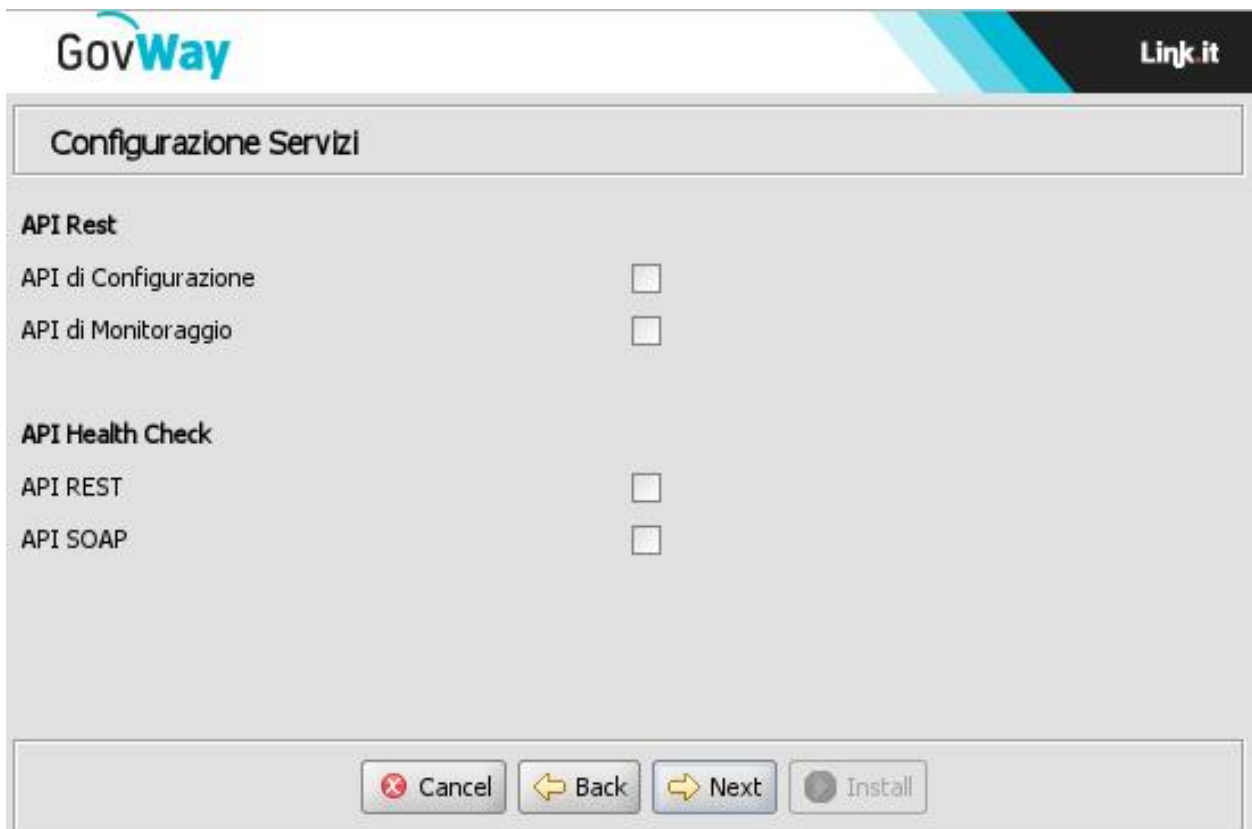 GovWay
Link.it
Configurazione Servizi
API Rest
API di Configurazione
API di Monitoraggio
API Health Check
API REST
API SOAP
Cancel
Back
Next
Install